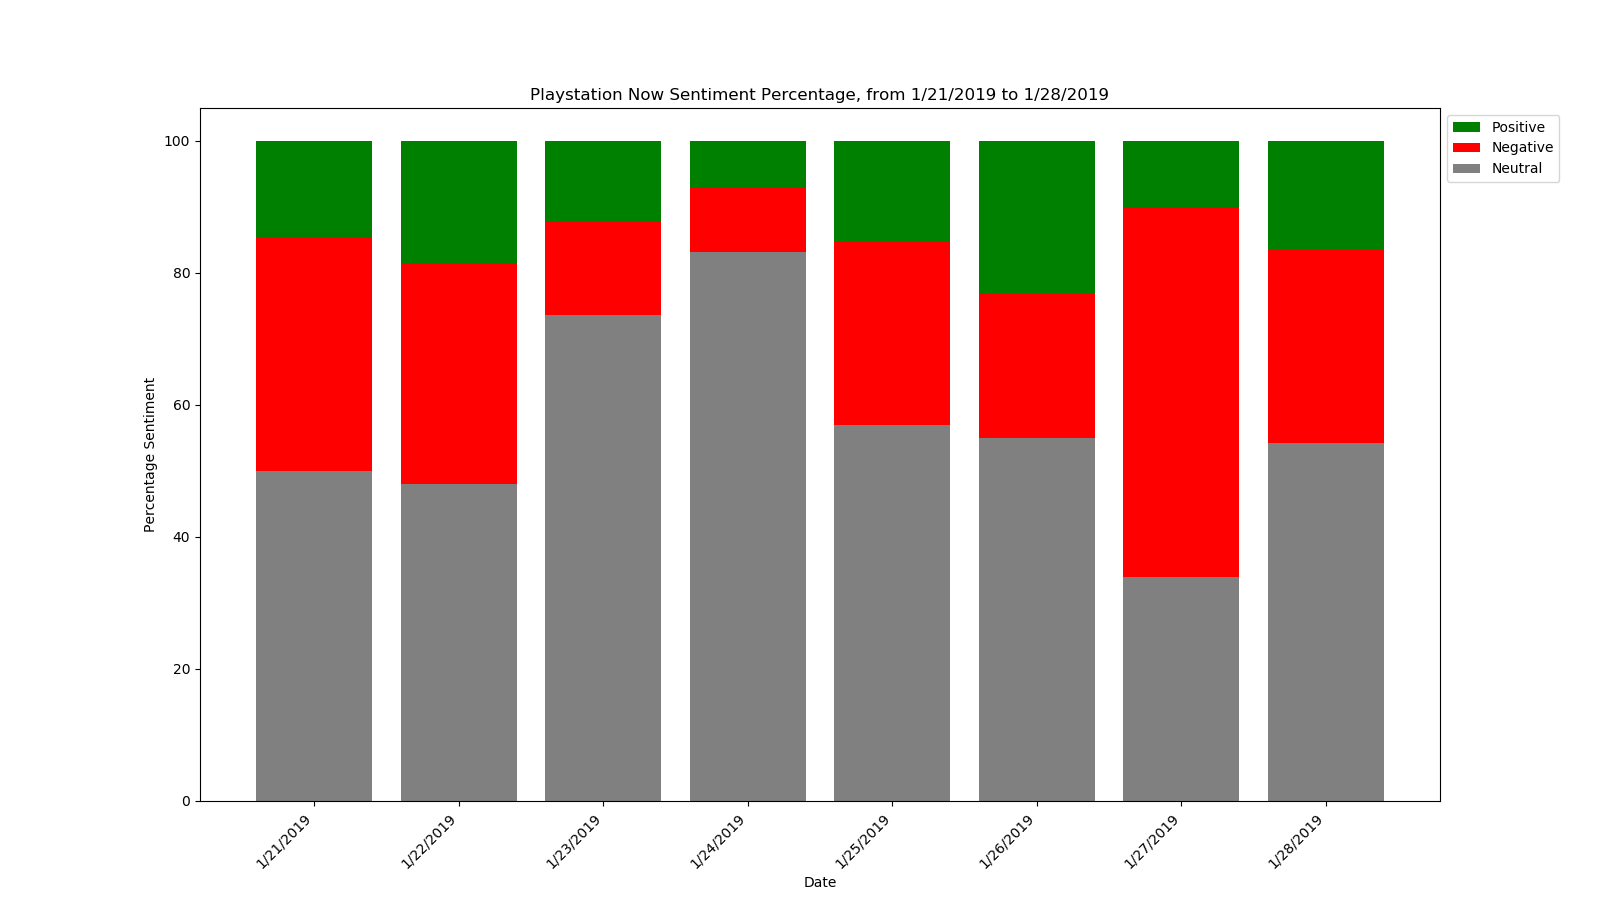 Playstation Now Sentiment Percentage, from 1/21/2019 to 1/28/2019
Positive
Negative
Neutral
Percentage Sentiment
100
80
60
40
20
0
1/21/2019
1/22/2019
1/23/2019
1/24/2019
1/25/2019
1/26/2019
1/27/2019
1/28/2019
Date